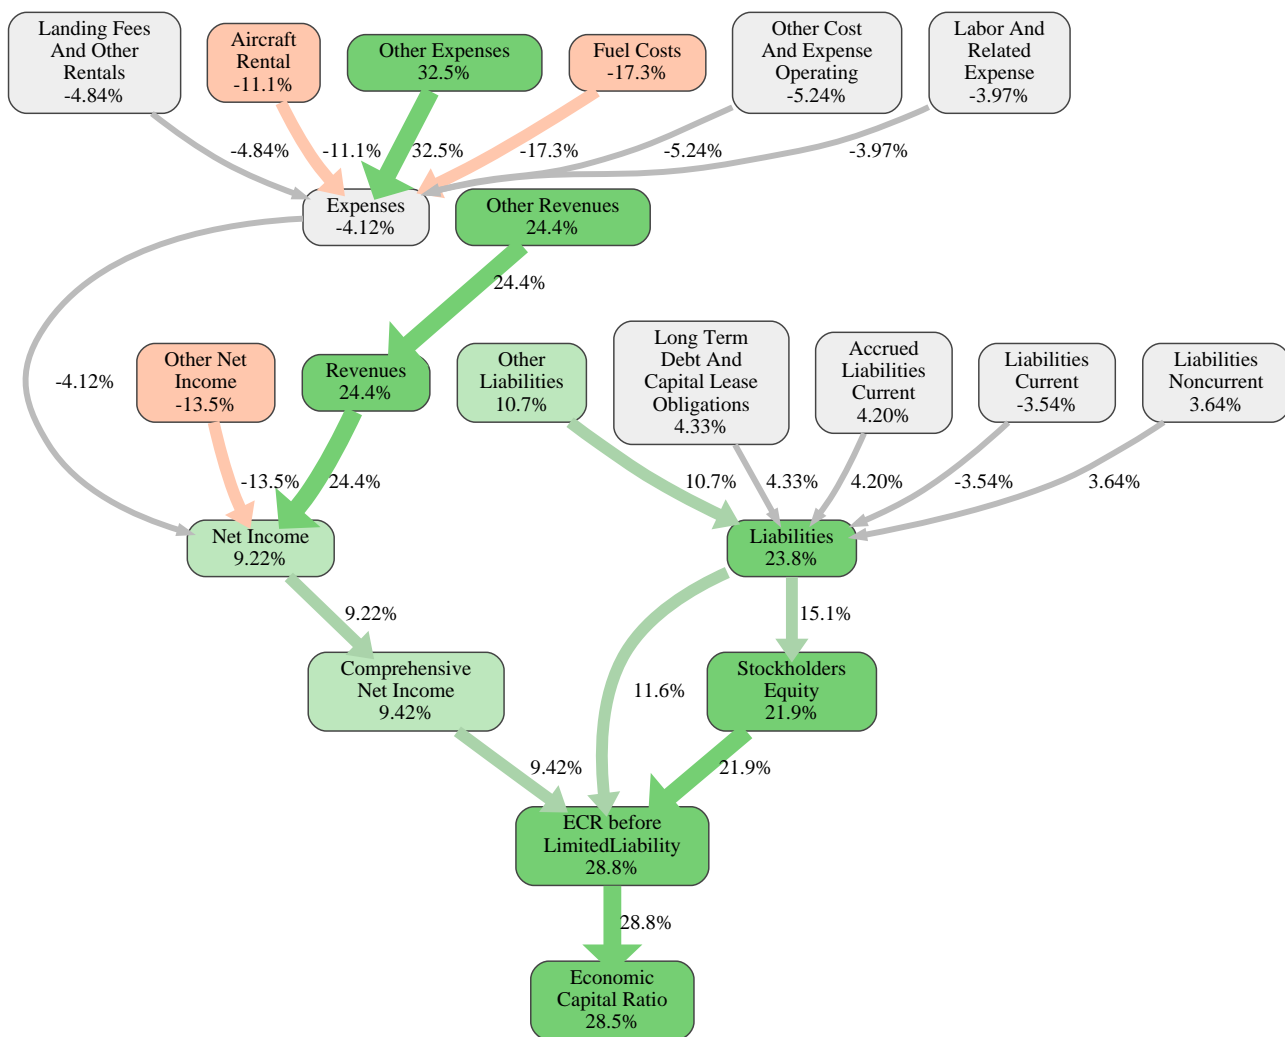 Landing Fees
And Other
Rentals
-4.84%
Aircraft
Rental
-11.1%
Other Expenses
32.5%
Fuel Costs
-17.3%
Other Cost
And Expense
Operating
-5.24%
Labor And
Related
Expense
-3.97%
-4.84%
-11.1%
32.5%
-17.3%
-5.24%
-3.97%
Expenses
-4.12%
Other Revenues
24.4%
24.4%
-4.12%
Other Net
Income
-13.5%
Revenues
24.4%
Other
Liabilities
10.7%
Long Term
Debt And
Capital Lease
Obligations
4.33%
Accrued
Liabilities
Current
4.20%
Liabilities
Current
-3.54%
Liabilities
Noncurrent
3.64%
-13.5%
24.4%
10.7%
4.33%
4.20%
-3.54%
3.64%
Net Income
9.22%
Liabilities
23.8%
9.22%
15.1%
Comprehensive
Net Income
9.42%
11.6%
Stockholders
Equity
21.9%
9.42%
21.9%
ECR before
LimitedLiability
28.8%
28.8%
Economic
Capital Ratio
28.5%